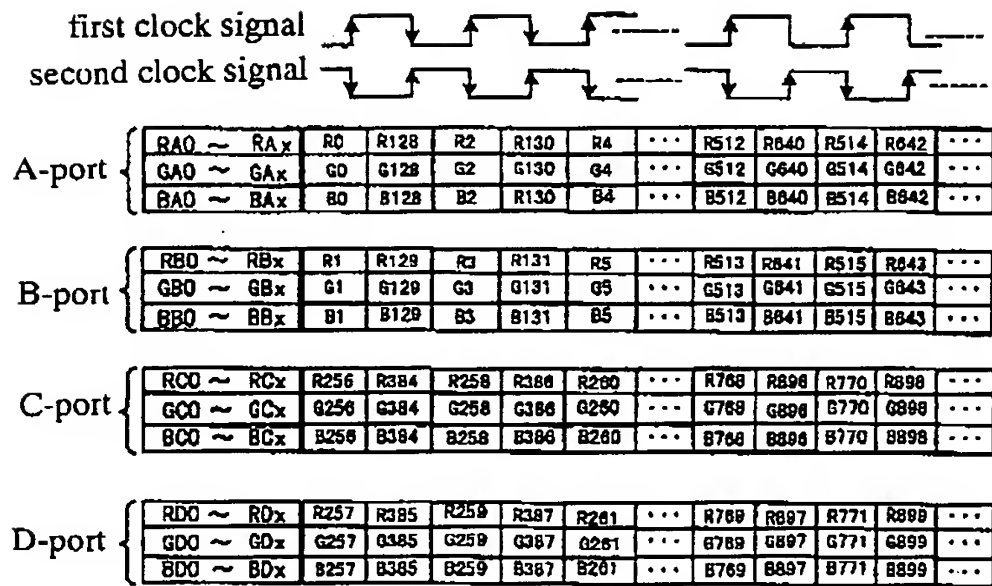 first clock signal
second clock signal
A-port
RA0 ~ RAx R0 R128 R2 R130 R4 ··· R512 R640 R514 R642 ···
GA0 ~ GAx G0 G128 G2 G130 G4 ··· G512 G640 G514 G642 ···
BA0 ~ BAx B0 B128 B2 R130 B4 ··· B512 B640 B514 B642 ···
B-port
RB0 ~ RBx R1 R129 R3 R131 R5 ··· R513 R641 R515 R643 ···
GB0 ~ GBx G1 G129 G3 G131 G5 ··· G513 G641 G515 G643 ···
BB0 ~ BBx B1 B129 B3 B131 B5 ··· B513 B641 B515 B643 ···
C-port
RC0 ~ RCx R256 R384 R258 R386 R260 ··· R768 R896 R770 R898 ···
GC0 ~ GCx G256 G384 G258 G386 G260 ··· G768 G896 G770 G898 ···
BC0 ~ BCx B256 B384 B258 B386 B260 ··· B768 B896 B770 B898 ···
D-port
RD0 ~ RDx R257 R385 R259 R387 R261 ··· R769 R897 R771 R899 ···
GD0 ~ GDx G257 G385 G259 G387 G261 ··· G769 G897 G771 G899 ···
BD0 ~ BDx B257 B385 B259 B387 B261 ··· B769 B897 B771 B899 ···